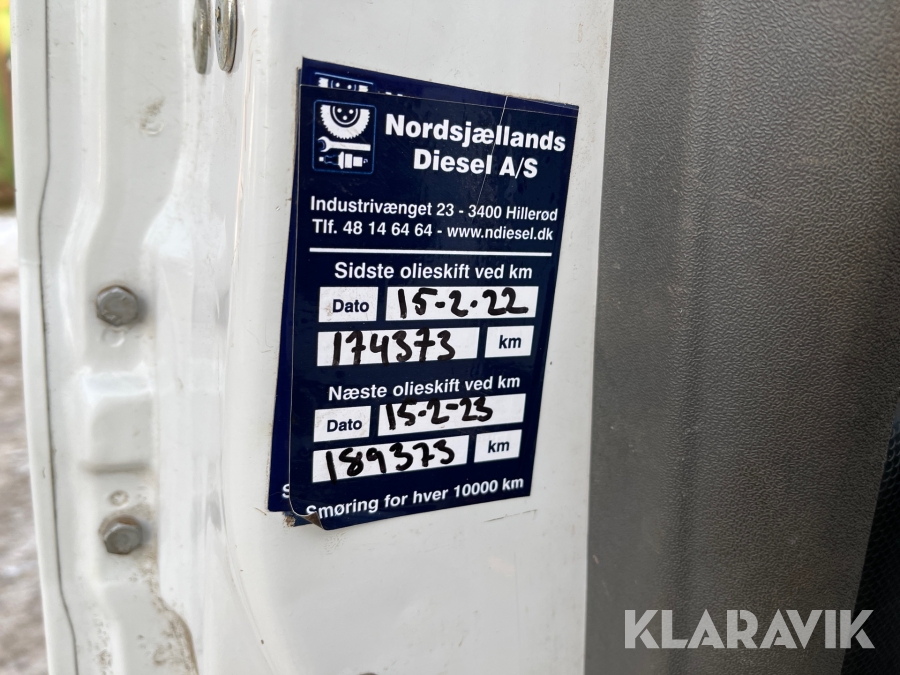 Nordsjællands
Diesel A/S
Industrivænget 23 - 3400 Hillerød
Tlf. 48 14 64 64 - www.ndiesel.dk
Sidste olieskift ved km
Dato 15-2-22
174373 km
Næste olieskift ved km
Dato 15-2-23
189373 km
Smøring for hver 10000 km
KLARAVIK